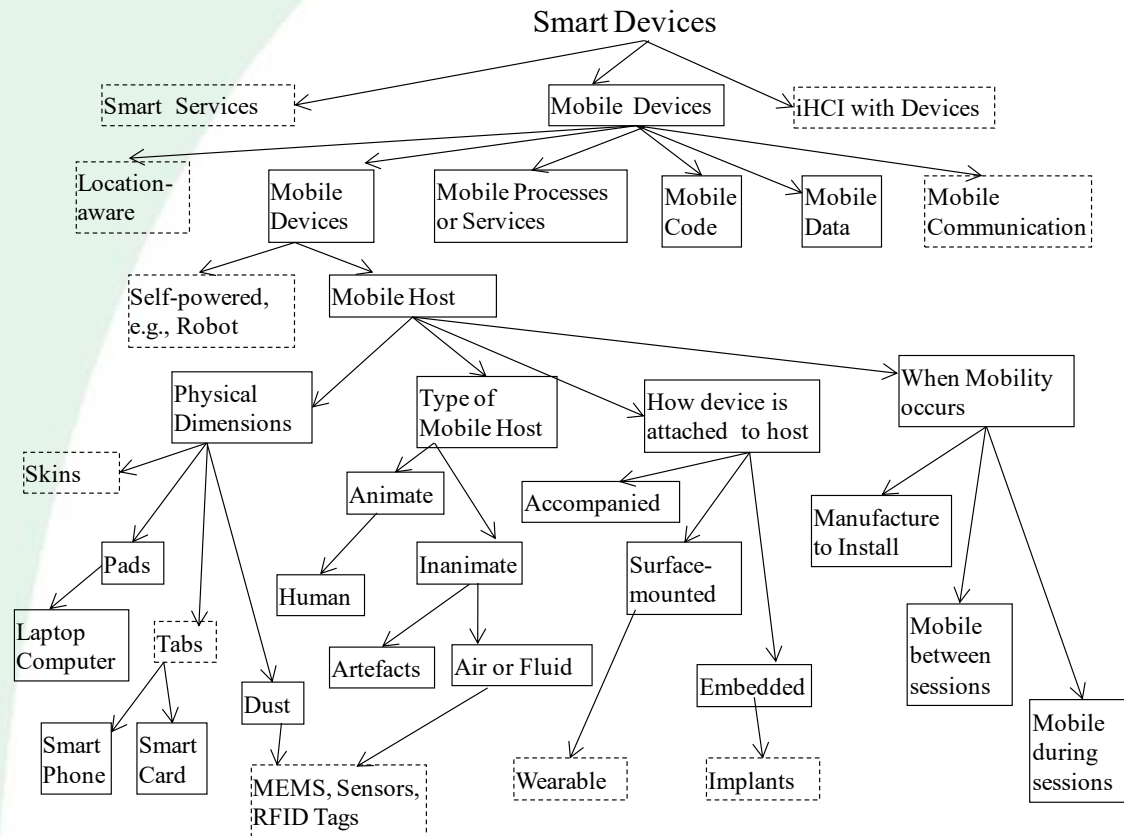 Smart Devices
Smart Services
Mobile Devices
iHCI with Devices
Location-
aware
Mobile
Devices
Mobile Processes
or Services
Mobile
Code
Mobile
Data
Mobile
Communication
Self-powered,
e.g., Robot
Mobile Host
Physical
Dimensions
Type of
Mobile Host
How device is
attached to host
When Mobility
occurs
Skins
Animate
Accompanied
Manufacture
to Install
Pads
Inanimate
Surface-
mounted
Human
Laptop
Computer
Tabs
Artefacts
Air or Fluid
Mobile
between
sessions
Dust
Embedded
Smart
Phone
Smart
Card
Mobile
during
sessions
MEMS, Sensors,
RFID Tags
Wearable
Implants